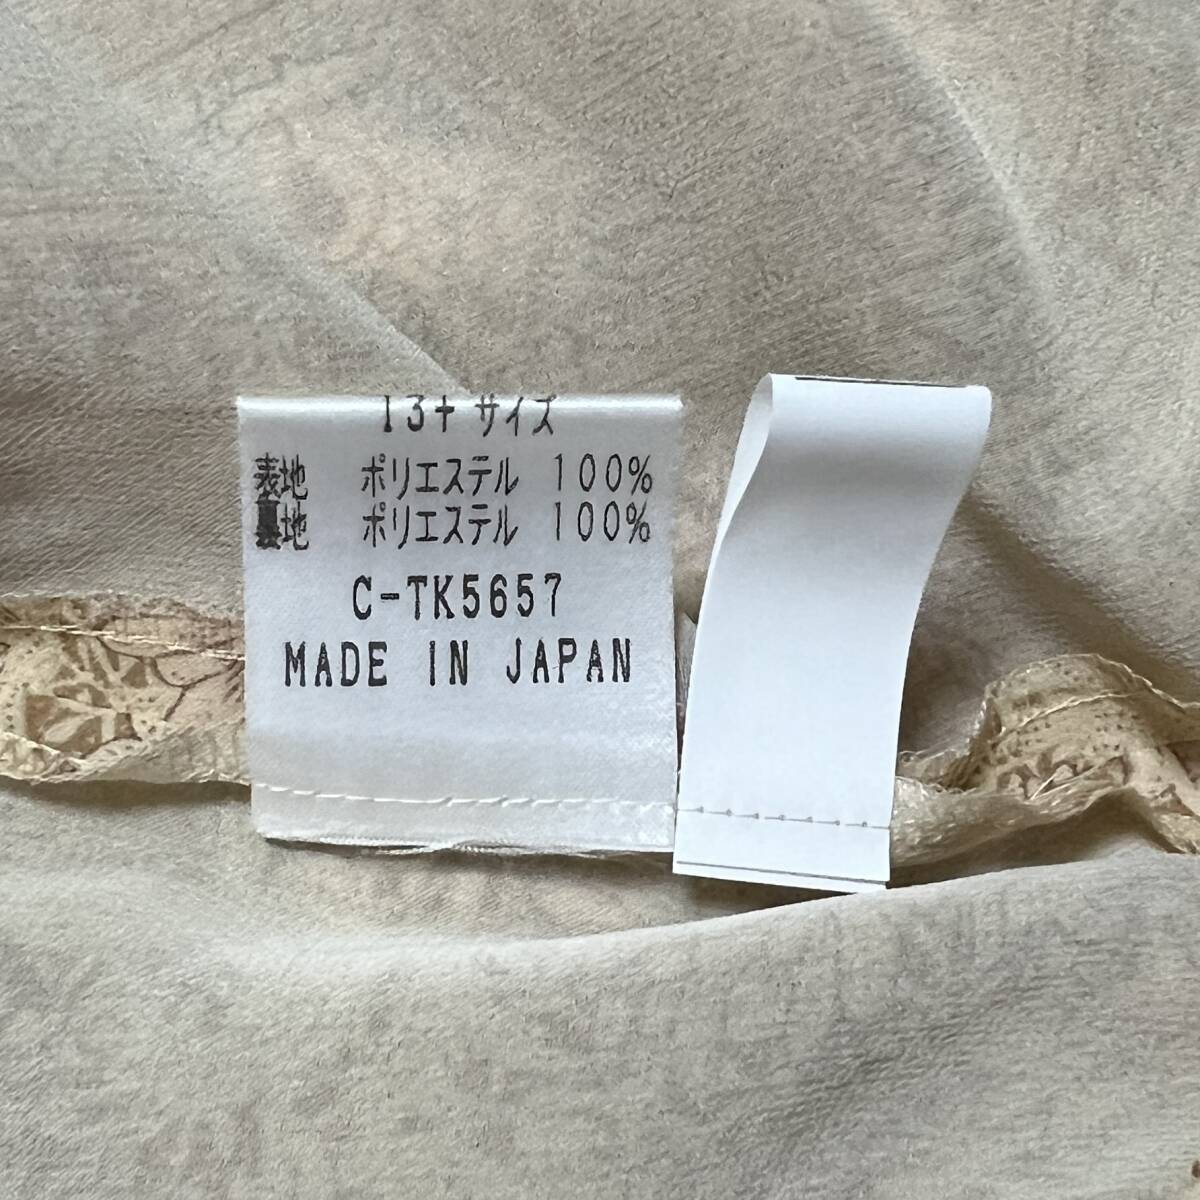 13+ サイズ
表地 ポリエステル 100%
裏地 ポリエステル 100%
C-TK5657
MADE IN JAPAN